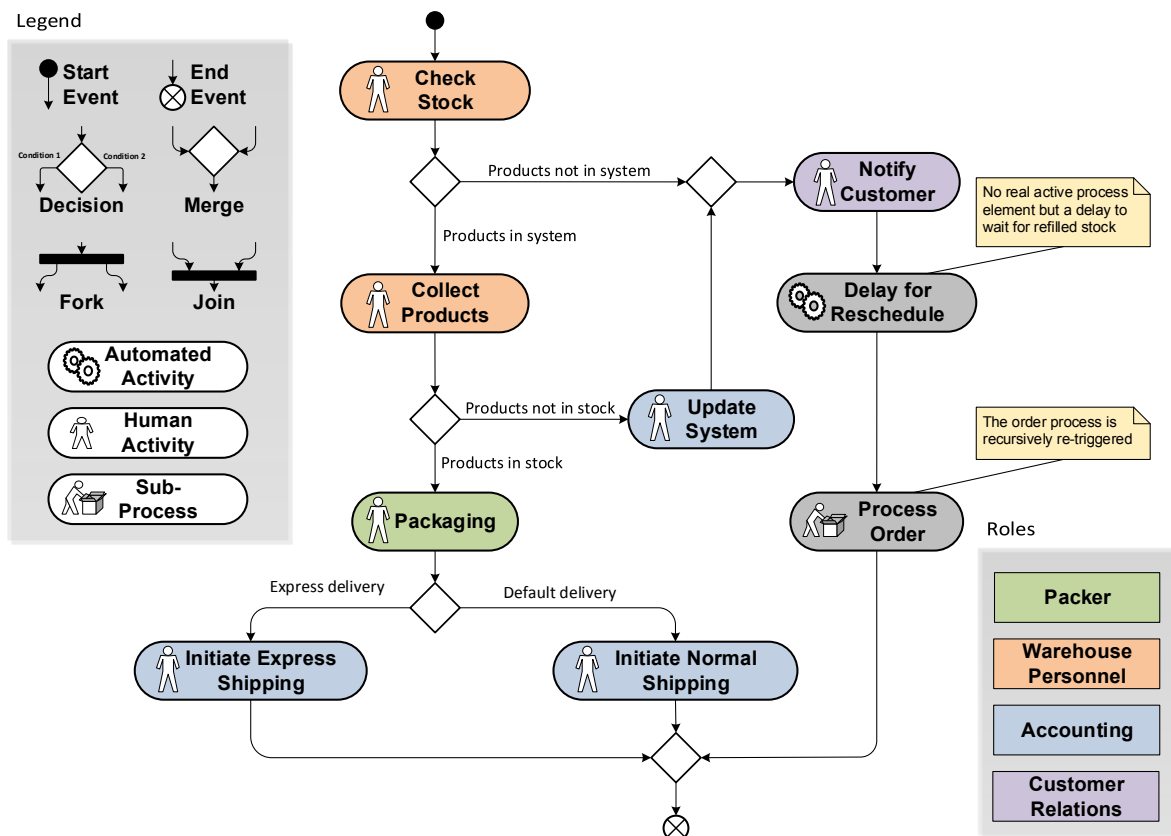 Legend
Start
Event
End
Event
Condition 1
Condition 2
Decision
Merge
Fork
Join
Automated
Activity
Human
Activity
Sub-
Process
Check
Stock
Products not in system
Notify
Customer
No real active process
element but a delay to
wait for refilled stock
Products in system
Collect
Products
Delay for
Reschedule
Products not in stock
Update
System
The order process is
recursively re-triggered
Products in stock
Packaging
Process
Order
Express delivery
Default delivery
Initiate Express
Shipping
Initiate Normal
Shipping
Roles
Packer
Warehouse
Personnel
Accounting
Customer
Relations